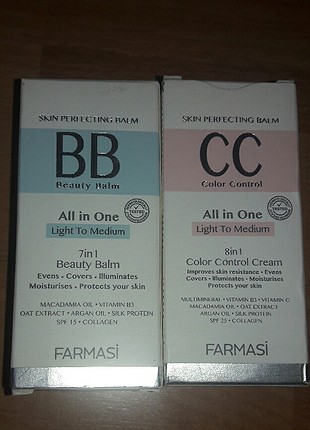 SKIN PERFECTING BALM
BB
Beauty Balm
All in One
Light To Medium
7in1
Beauty Balm
Evens • Covers • Illuminates
Moisturises • Protects your skin
MACADAMIA OIL • VITAMIN B3
OAT EXTRACT • ARGAN OIL • SILK PROTEIN
SPF 15 • COLLAGEN
FARMASi
SKIN PERFECTING BALM
CC
Color Control
TESTED
All in One
Light To Medium
8in1
Color Control Cream
Improves skin resistance • Evens
Covers • Illuminates • Moisturises
Protects your skin
MULTIMINERAL • VITAMIN B3 • VITAMIN C
MACADAMIA OIL • OAT EXTRACT
ARGAN OIL • SILK PROTEIN
SPF 25 • COLLAGEN
FARMASi